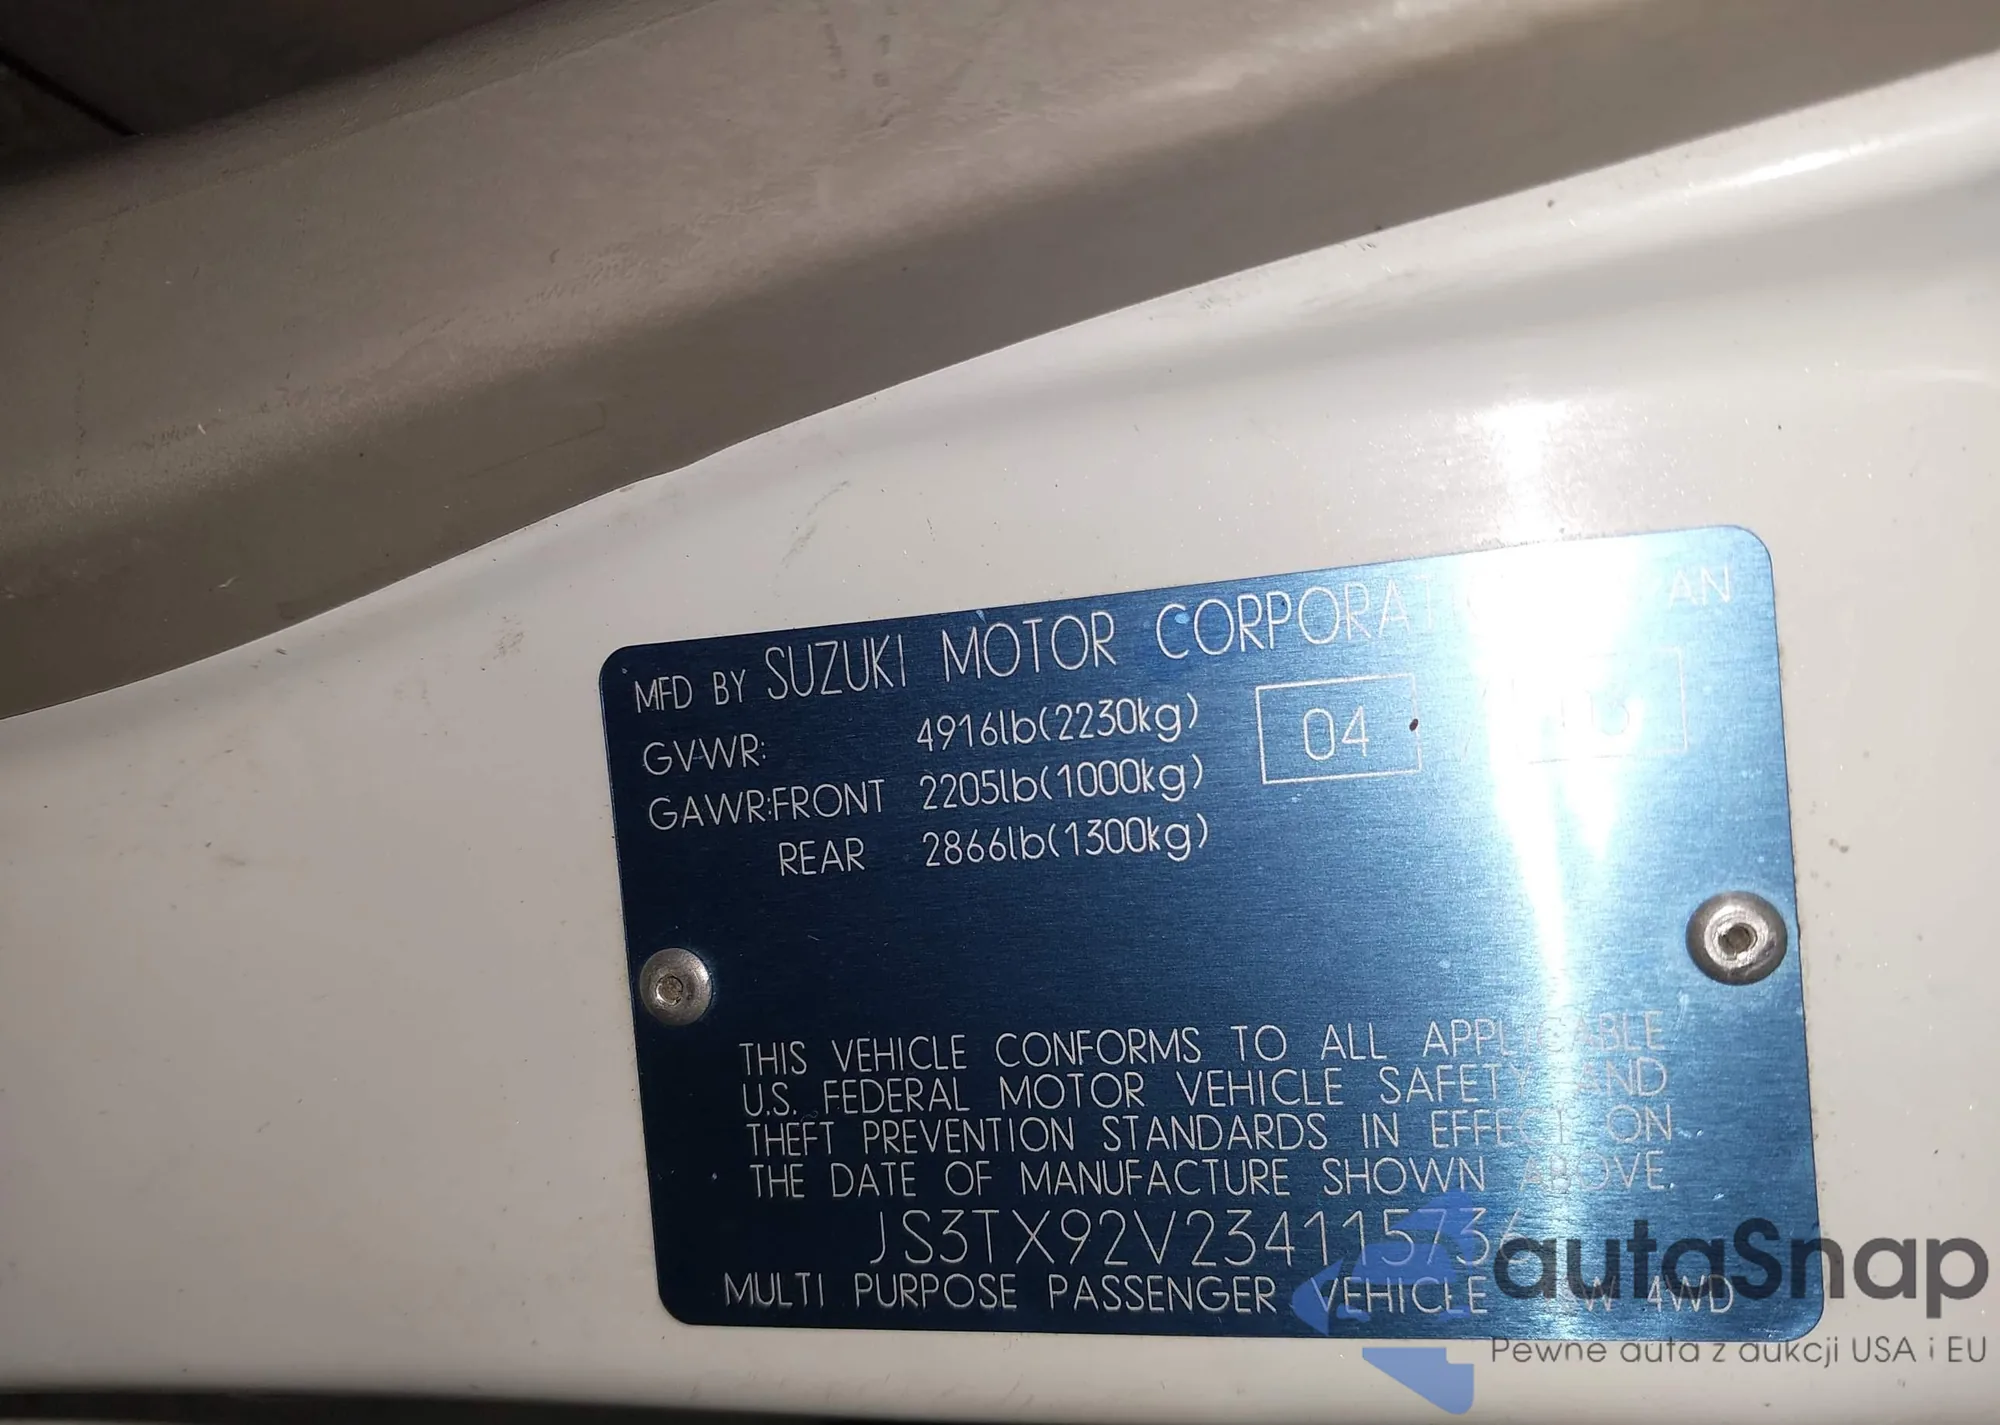 MFD BY SUZUKI MOTOR CORPORATION
GVWR: 4916lb(2230kg)
04
GAWR:FRONT 2205lb(1000kg)
REAR 2866lb(1300kg)
THIS VEHICLE CONFORMS TO ALL APPLICABLE
U.S. FEDERAL MOTOR VEHICLE SAFETY AND
THEFT PREVENTION STANDARDS IN EFFECT ON
THE DATE OF MANUFACTURE SHOWN ABOVE.
JS3TX92V234115736
MULTI PURPOSE PASSENGER VEHICLE 4WD
autaSnap
Pewne auta z aukcji USA i EU